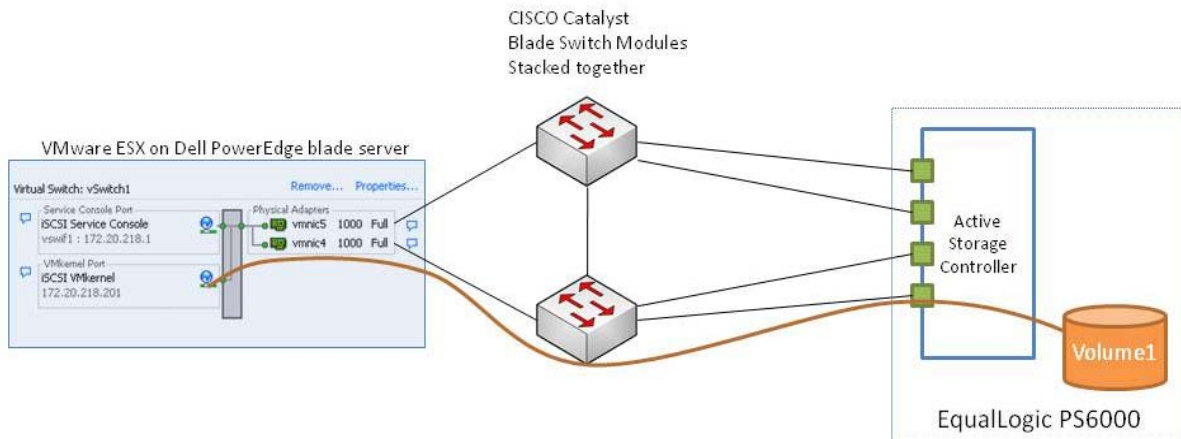 CISCO Catalyst
Blade Switch Modules
Stacked together
VMware ESX on Dell PowerEdge blade server
Virtual Switch: vSwitch1
Remove... Properties...
Service Console Port
iSCSI Service Console
vswif1 : 172.20.218.1
Physical Adapters
vmnic5 1000 Full
vmnic4 1000 Full
VMkernel Port
iSCSI VMkernel
172.20.218.201
Active
Storage
Controller
Volume1
EqualLogic PS6000